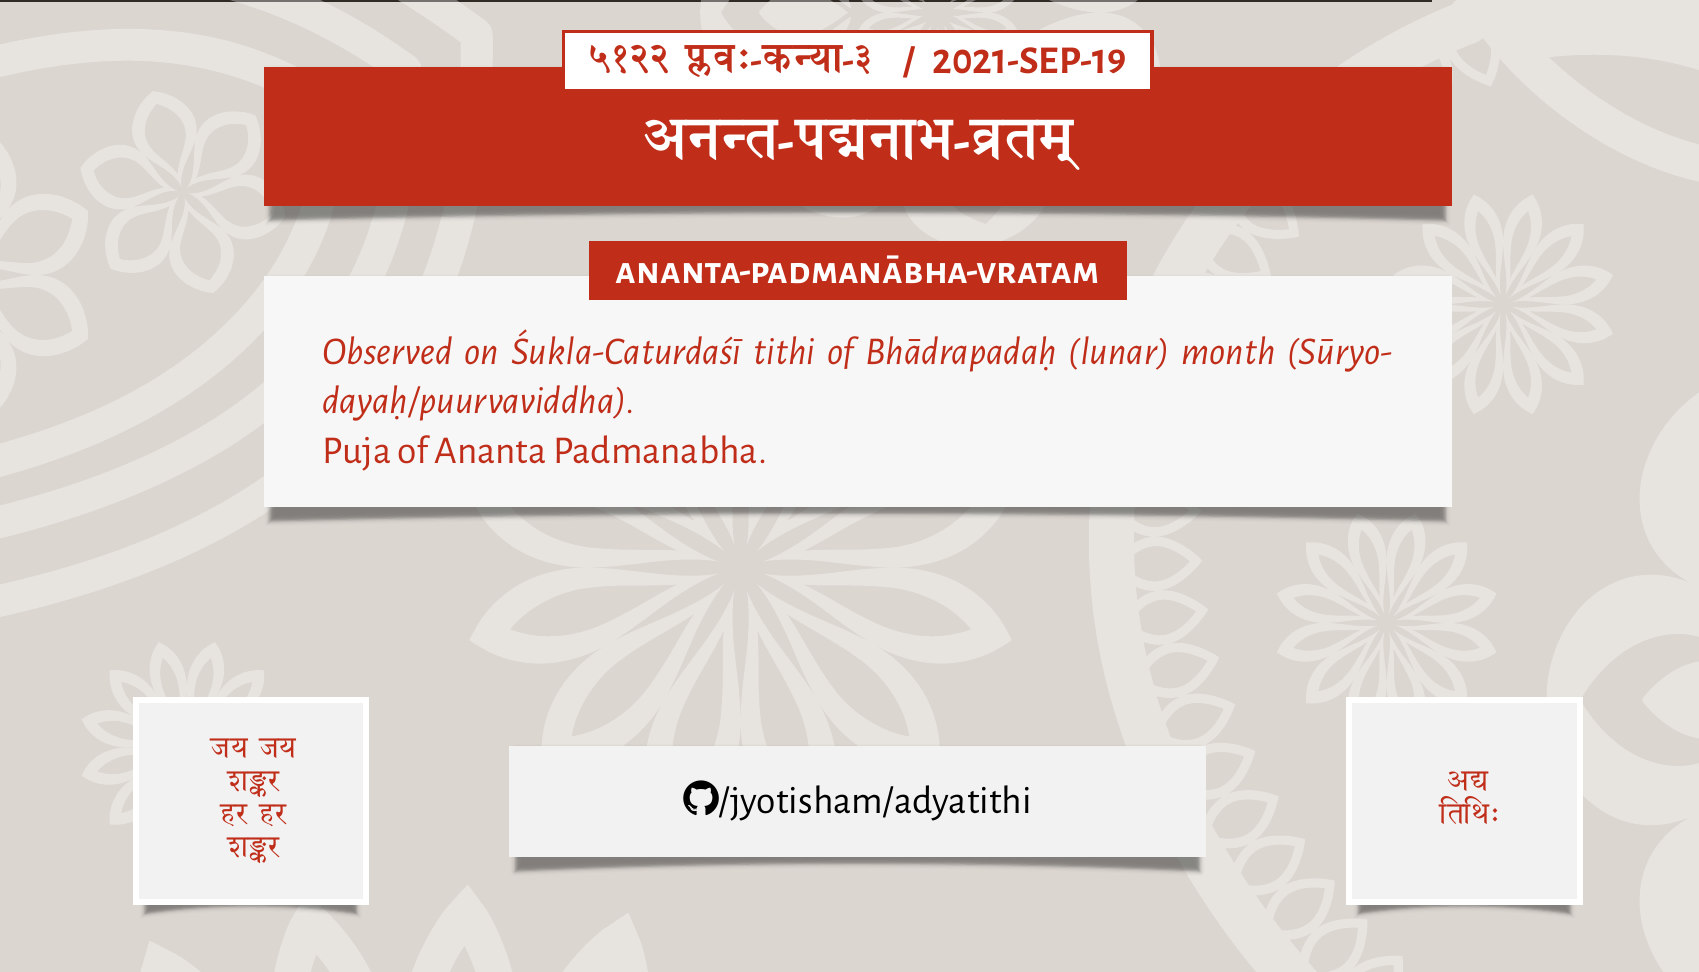 ५१२२ प्लवः-कन्या-३ / 2021-SEP-19
अनन्त-पद्मनाभ-व्रतम्
ANANTA-PADMANĀBHA-VRATAM
Observed on Śukla-Caturdaśī tithi of Bhādrapadaḥ (lunar) month (Sūryo-
dayaḥ/puurvaviddha).
Puja of Ananta Padmanabha.
जय जय
शङ्कर
हर हर
शङ्कर
/jyotisham/adyatithi
अद्य
तिथिः